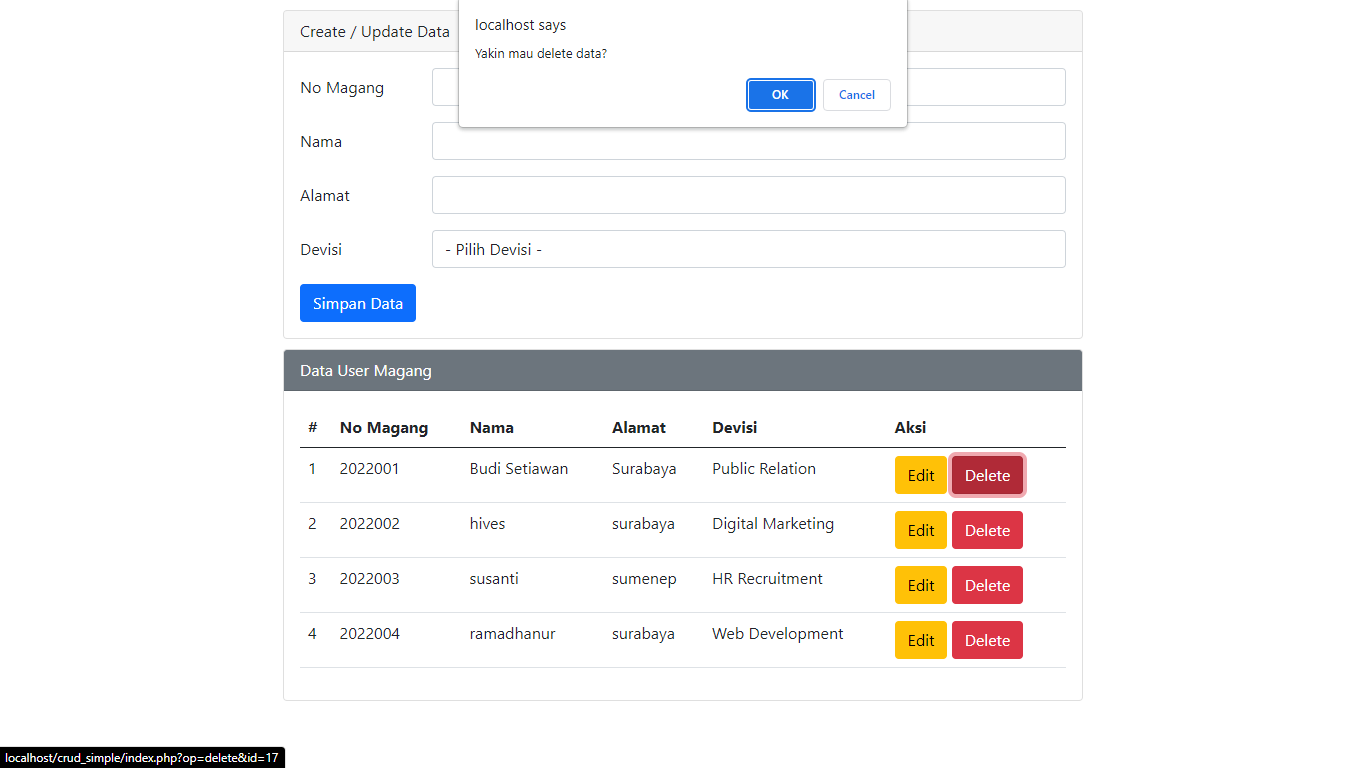 localhost says
Yakin mau delete data?
OK Cancel
Create / Update Data
No Magang
Nama
Alamat
Devisi - Pilih Devisi -
Simpan Data
Data User Magang
# No Magang Nama Alamat Devisi Aksi
1 2022001 Budi Setiawan Surabaya Public Relation Edit Delete
2 2022002 hives surabaya Digital Marketing Edit Delete
3 2022003 susanti sumenep HR Recruitment Edit Delete
4 2022004 ramadhanur surabaya Web Development Edit Delete
localhost/crud_simple/index.php?op=delete&id=17